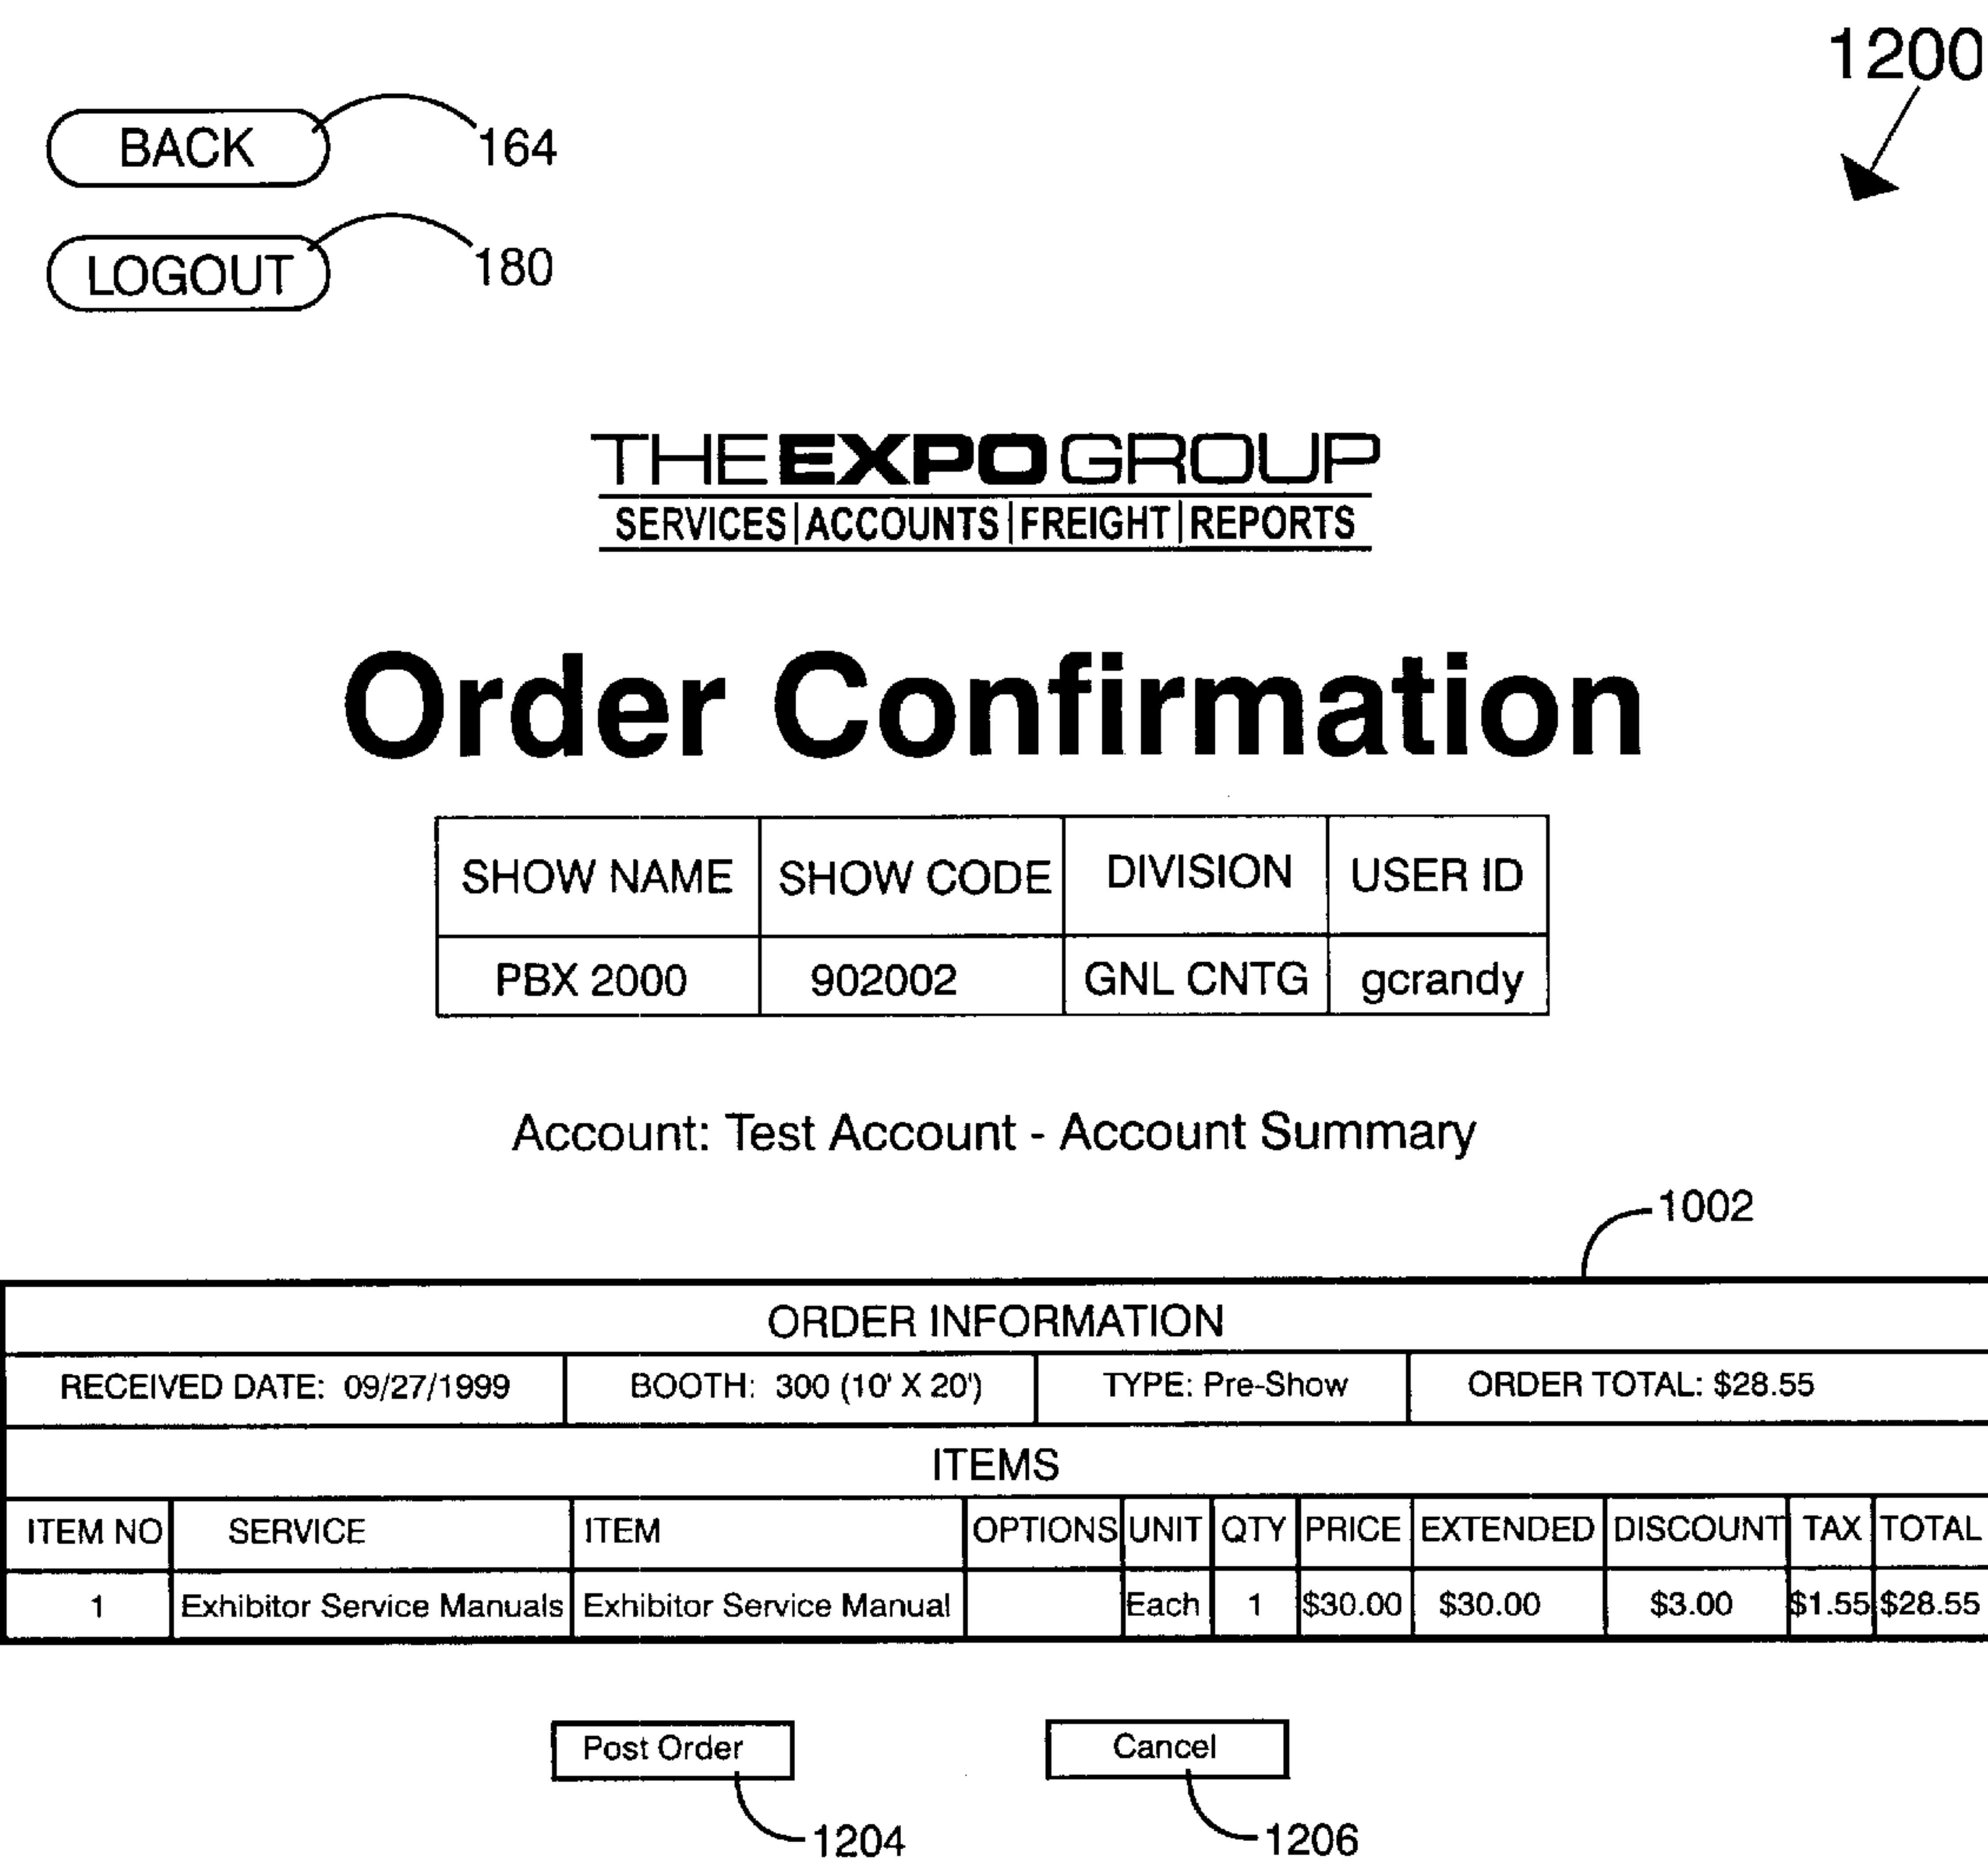 1200
BACK
164
LOGOUT
180
THE EXPO GROUP
SERVICES|ACCOUNTS|FREIGHT|REPORTS
Order Confirmation
SHOW NAME SHOW CODE DIVISION USER ID
PBX 2000 902002 GNL CNTG gcrandy
Account: Test Account - Account Summary
1002
ORDER INFORMATION
RECEIVED DATE: 09/27/1999 BOOTH: 300 (10' X 20') TYPE: Pre-Show ORDER TOTAL: $28.55
ITEMS
ITEM NO SERVICE ITEM OPTIONS UNIT QTY PRICE EXTENDED DISCOUNT TAX TOTAL
1 Exhibitor Service Manuals Exhibitor Service Manual Each 1 $30.00 $30.00 $3.00 $1.55 $28.55
Post Order Cancel
1204 1206